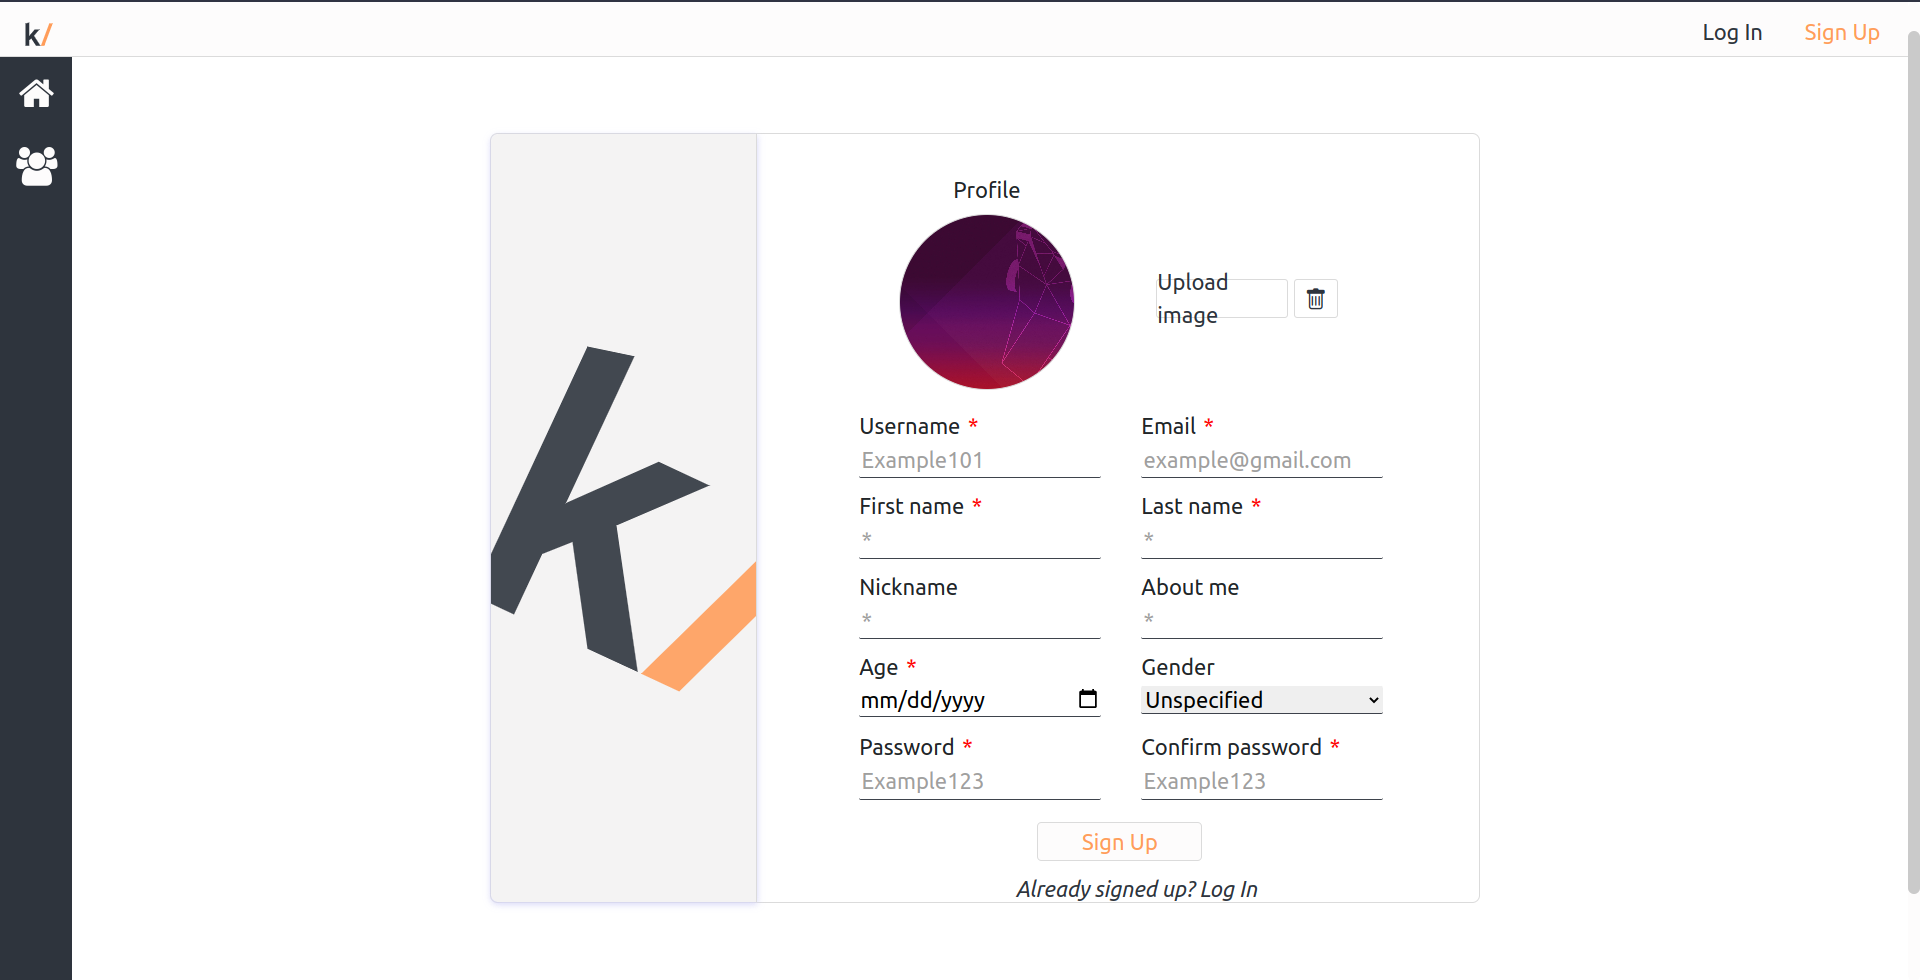 k/
Log In
Sign Up
Profile
Upload
image
Username *
Email *
Example101
example@gmail.com
First name *
Last name *
*
*
Nickname
About me
*
*
Age *
Gender
mm/dd/yyyy
Unspecified
Password *
Confirm password *
Example123
Example123
Sign Up
Already signed up? Log In
k/